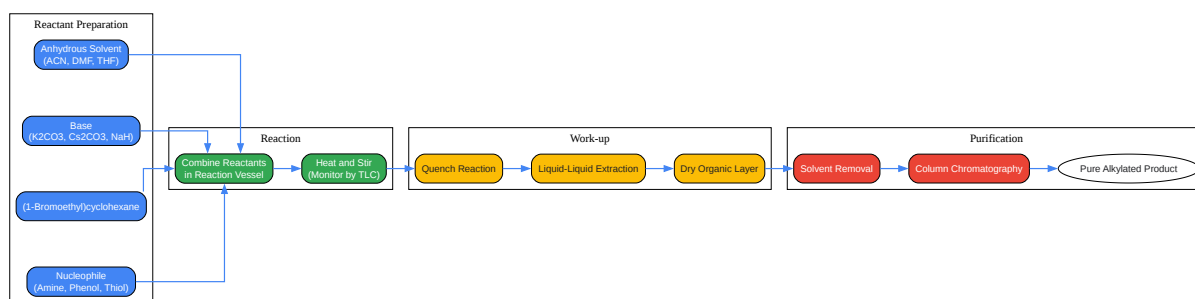 Reactant Preparation
Anhydrous Solvent
(ACN, DMF, THF)
Base
(K2CO3, Cs2CO3, NaH)
(1-Bromoethyl)cyclohexane
Nucleophile
(Amine, Phenol, Thiol)
Reaction
Combine Reactants
in Reaction Vessel
Heat and Stir
(Monitor by TLC)
Work-up
Quench Reaction
Liquid-Liquid Extraction
Dry Organic Layer
Purification
Solvent Removal
Column Chromatography
Pure Alkylated Product